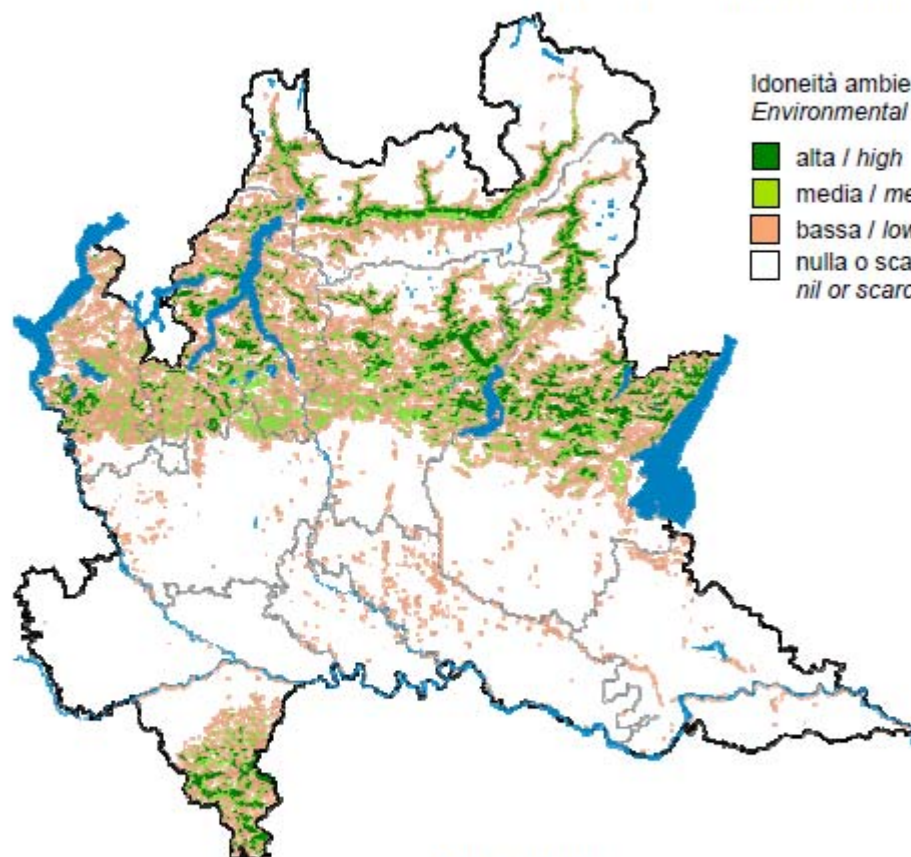 Idoneità ambie
Environmental
alta / high
media / me
bassa / low
nulla o sca
nil or scarc